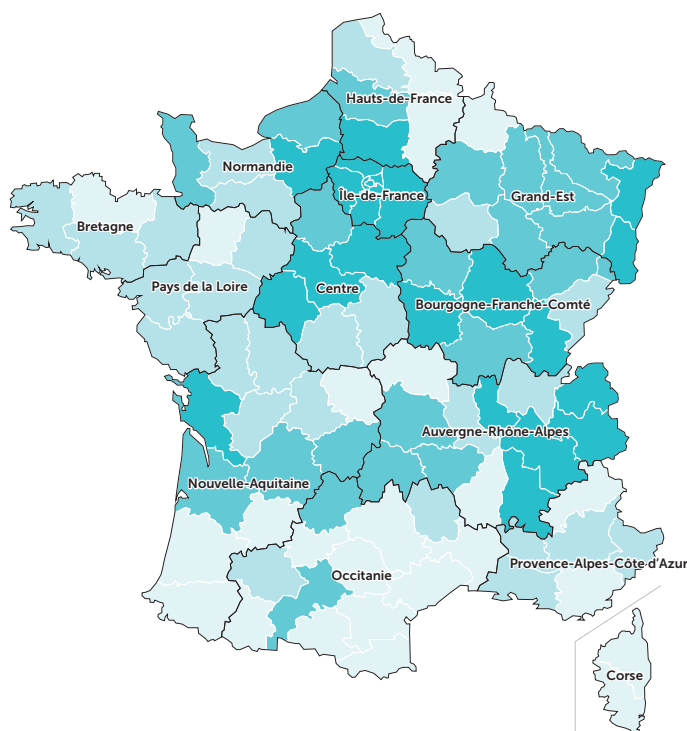 Hauts-de-France
Normandie
Île-de-France
Grand-Est
Bretagne
Pays de la Loire
Centre
Bourgogne-Franche-Comté
Auvergne-Rhône-Alpes
Nouvelle-Aquitaine
Provence-Alpes-Côte d'Azur
Occitanie
Corse